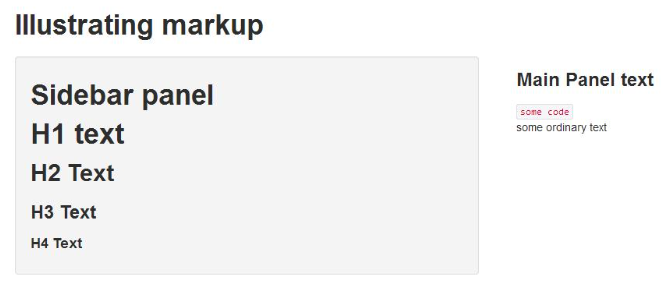 Illustrating markup
Sidebar panel
H1 text
H2 Text
H3 Text
H4 Text
Main Panel text
some code
some ordinary text